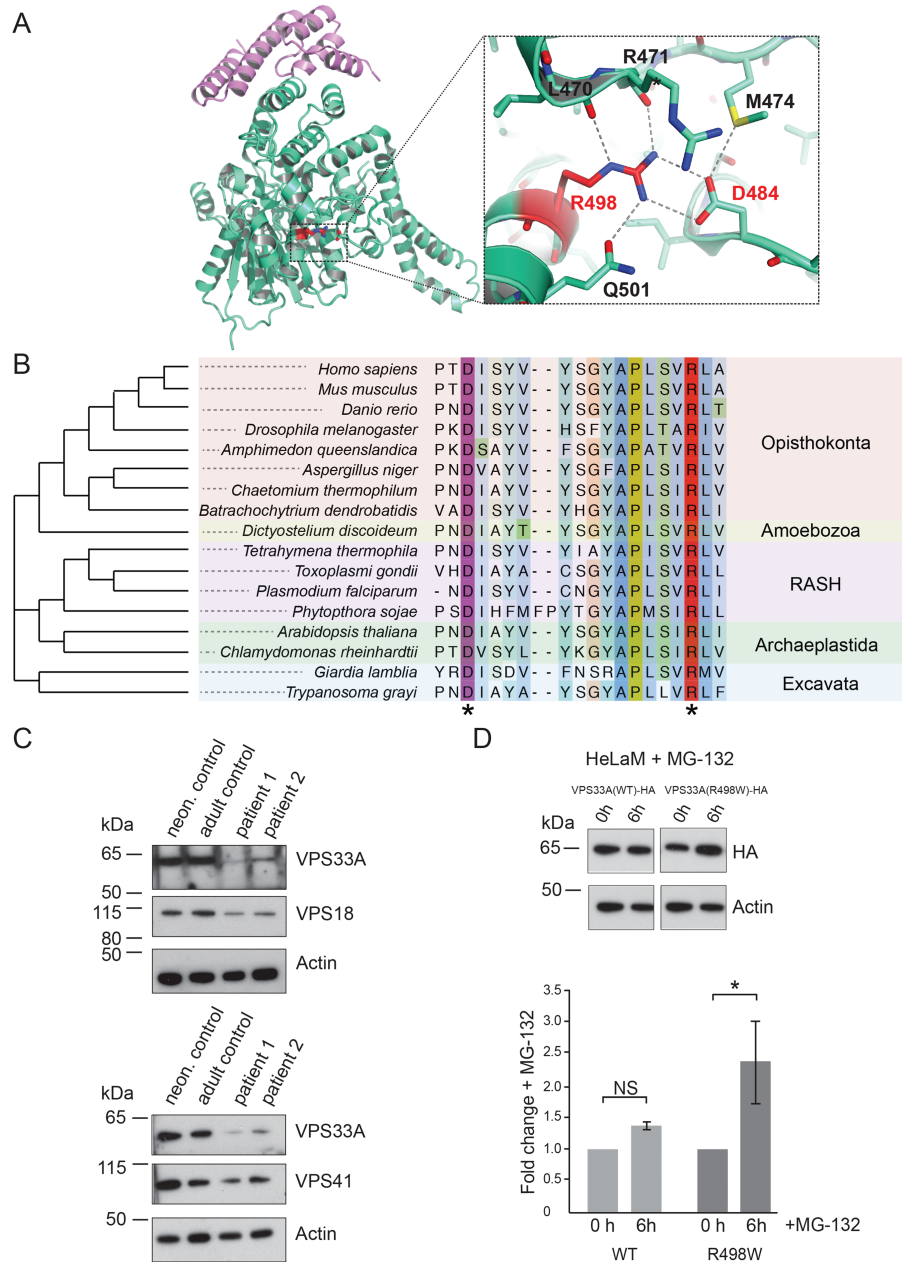 A
R471
L470
*
M474
R498
D484
Q501
B
Homo sapiens P T D I S Y V - - Y S G Y A P L S V R L A
Mus musculus P T D I S Y V - - Y S G Y A P L S V R L A
Danio rerio P N D I S Y V - - Y S G Y A P L S V R L T
Drosophila melanogaster P K D I S Y V - - H S F Y A P L T A R I V
Opisthokonta
Amphimedon queenslandica P K D S A Y V - - F S G Y A P A T V R L V
Aspergillus niger P N D V A Y V - - Y S G F A P L S I R L V
Chaetomium thermophilum P N D I A Y V - - Y S G Y A P L S I R L V
Batrachochytrium dendrobatidis V A D I S Y V - - Y H G Y A P I S I R L I
Dictyostelium discoideum P N D I A Y T - - Y S G Y A P I S V R L V Amoebozoa
Tetrahymena thermophila P N D I S Y V - - Y I A Y A P I S I R L V
Toxoplasmi gondii V H D I A Y A - - C S G Y A P L S V R L L
RASH
Plasmodium falciparum - N D I S Y V - - C N G Y A P L S I R L V
Phytopthora sojae P S D I H F M F P Y T G Y A P M S I R L L
Arabidopsis thaliana P N D I A Y V - - Y S G Y A P L S I R L I
Archaeplastida
Chlamydomonas rheinhardtii P T D V S Y L - - Y K G Y A P L S I R L V
Giardia lamblia Y R D I S D V - - F N S R A P L S V R M V
Excavata
Trypanosoma grayi P N D I A Y A - - Y S G Y A P L L V R L F
* *
C
neon. control
adult control
patient 1
patient 2
kDa
65
VPS33A
50
115
VPS18
80
50
Actin
neon. control
adult control
patient 1
patient 2
kDa
65
VPS33A
115
VPS41
50
Actin
D
HeLaM + MG-132
VPS33A(WT)-HA VPS33A(R498W)-HA
0h 6h 0h 6h
kDa
65
HA
50
Actin
Fold change + MG-132
3.5
3.0
2.5
2.0
1.5
1.0
0.5
0
NS
*
0 h 6h 0 h 6h +MG-132
WT R498W